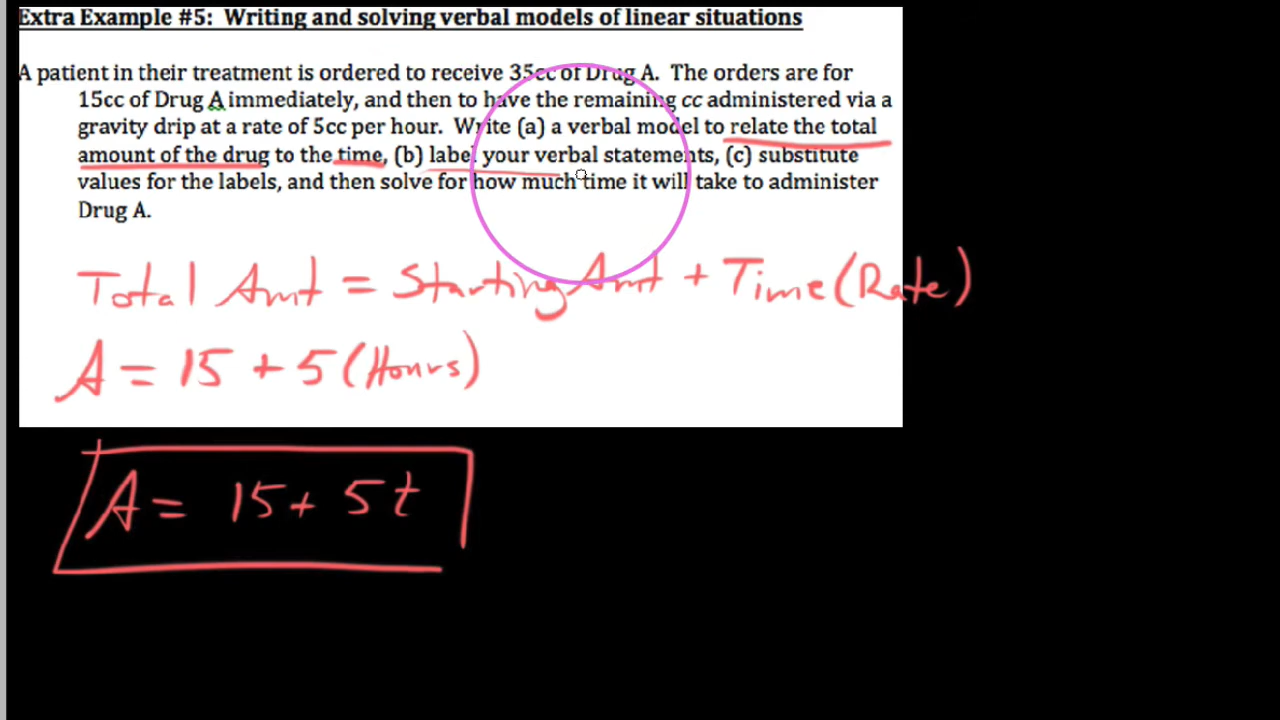 Extra Example #5: Writing and solving verbal models of linear situations
A patient in their treatment is ordered to receive 35cc of Drug A. The orders are for
15cc of Drug A immediately, and then to have the remaining cc administered via a
gravity drip at a rate of 5cc per hour. Write (a) a verbal model to relate the total
amount of the drug to the time, (b) label your verbal statements, (c) substitute
values for the labels, and then solve for how much time it will take to administer
Drug A.
Total Amt = Starting Amt + Time (Rate)
A = 15 + 5 (Hours)
A = 15 + 5t